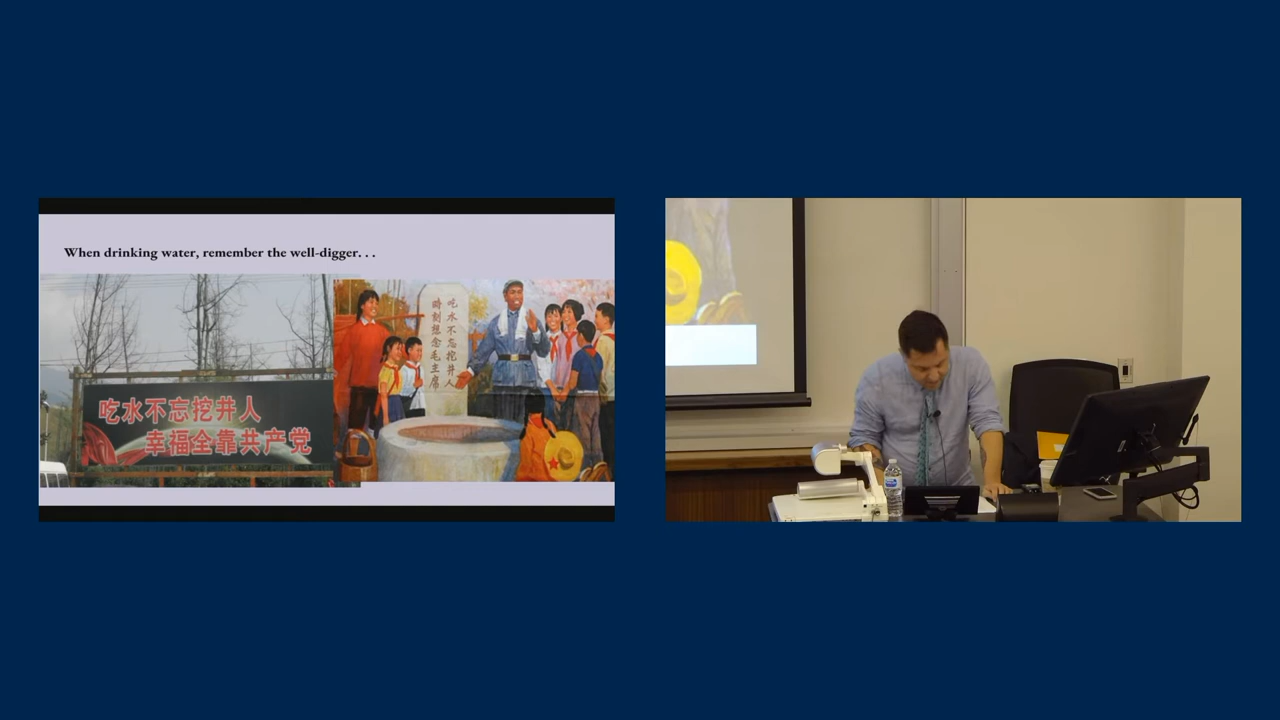 When drinking water, remember the well-digger. . .
吃水不忘挖井人
幸福全靠共产党
吃水不忘挖井人
時刻想念毛主席